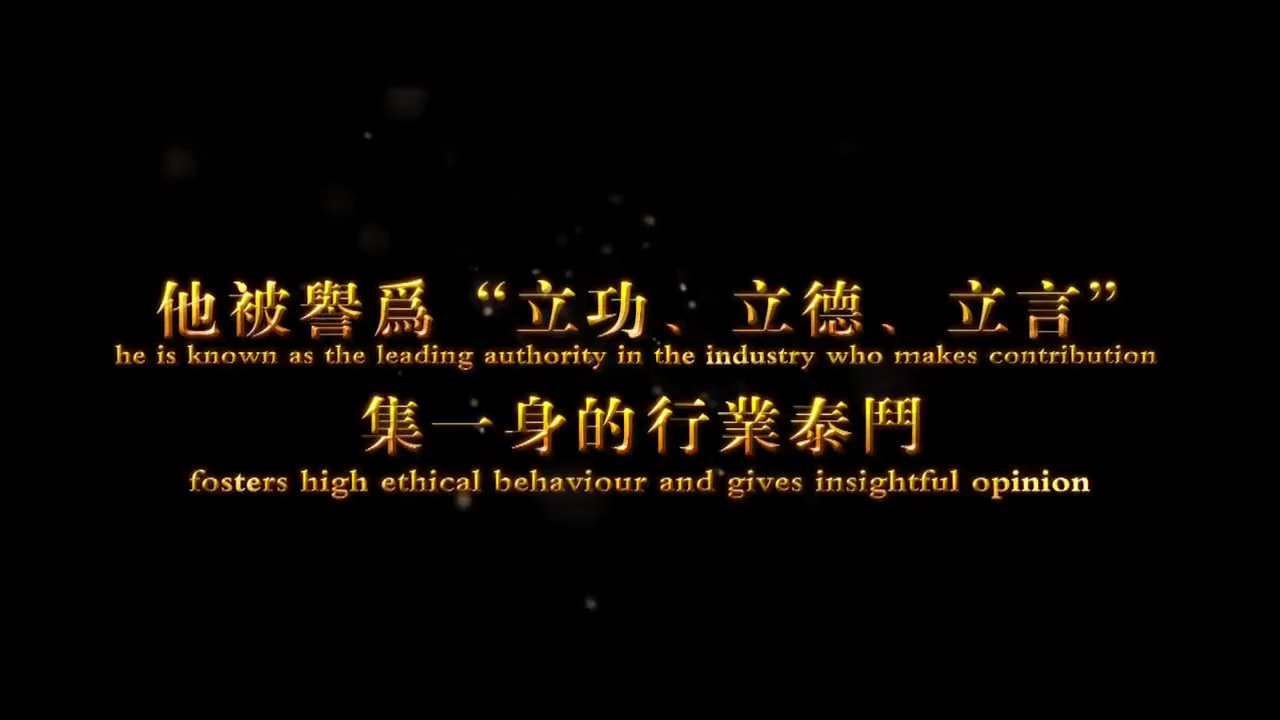 他被譽爲“立功、立德、立言”
he is known as the leading authority in the industry who makes contribution
集一身的行業泰鬥
fosters high ethical behaviour and gives insightful opinion